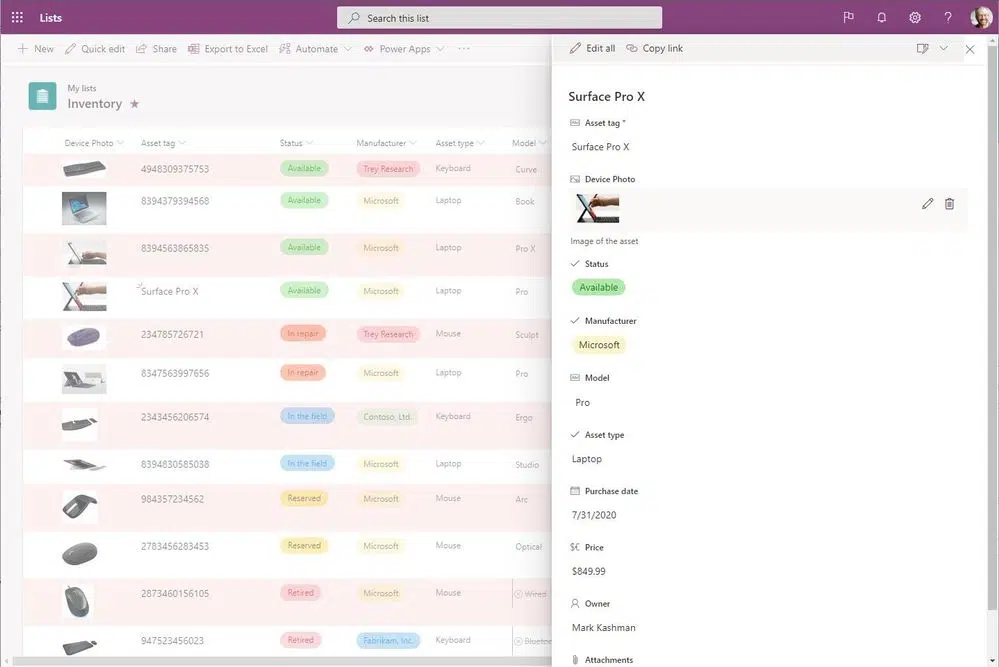 Lists
Search this list
New Quick edit Share Export to Excel Automate Power Apps ...
My lists
Inventory
Device Photo Asset tag Status Manufacturer Asset type Model
4948309375753 Available Trey Research Keyboard Curve
8394379394568 Available Microsoft Laptop Book
8394563865835 Available Microsoft Laptop Pro X
Surface Pro X Available Microsoft Laptop Pro
234785726721 In repair Trey Research Mouse Sculpt
8347563997656 In repair Microsoft Laptop Pro
2343456206574 In the field Contoso, Ltd. Keyboard Ergo
8394830585038 In the field Microsoft Laptop Studio
984357234562 Reserved Microsoft Mouse Arc
2783456283453 Reserved Microsoft Mouse Optical
2873460156105 Retired Microsoft Mouse Wired
947523456023 Retired Fabrikam, Inc. Keyboard Bluetoo
Edit all Copy link
Surface Pro X
Asset tag *
Surface Pro X
Device Photo
Image of the asset
Status
Available
Manufacturer
Microsoft
Model
Pro
Asset type
Laptop
Purchase date
7/31/2020
Price
$849.99
Owner
Mark Kashman
Attachments